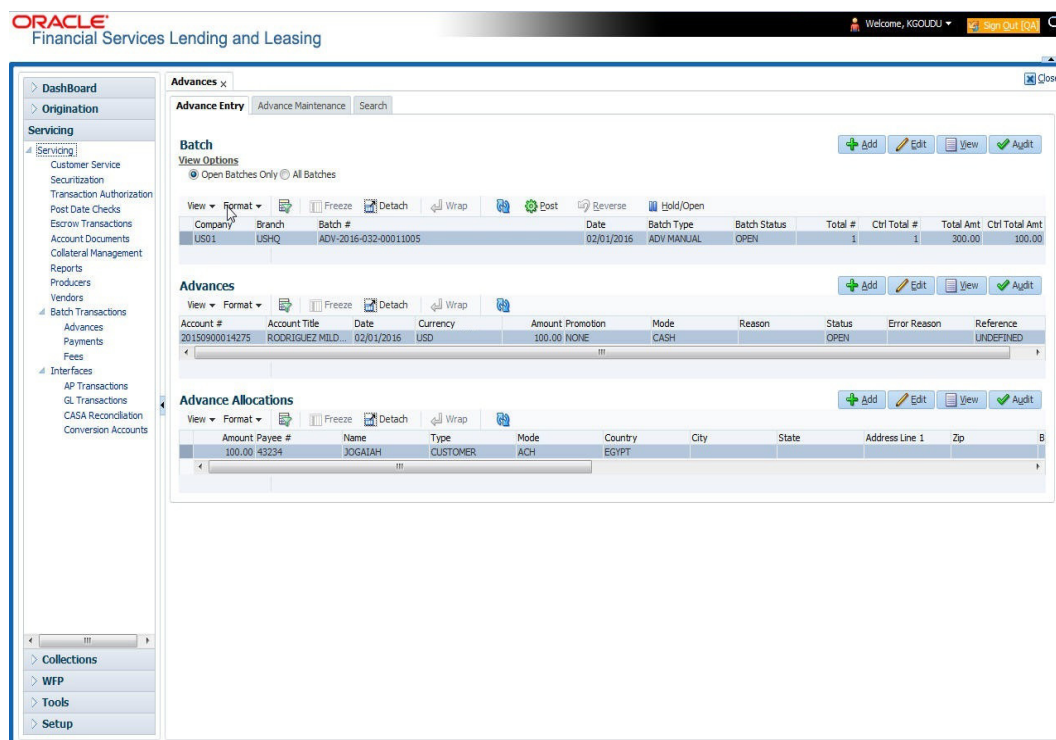 ORACLE
Financial Services Lending and Leasing
Welcome, KGOUDU
Sign Out [QA]
DashBoard
Origination
Servicing
Servicing
Customer Service
Securitization
Transaction Authorization
Post Date Checks
Escrow Transactions
Account Documents
Collateral Management
Reports
Producers
Vendors
Batch Transactions
Advances
Payments
Fees
Interfaces
AP Transactions
GL Transactions
CASA Reconciliation
Conversion Accounts
Collections
WFP
Tools
Setup
Advances x
Close
Advance Entry Advance Maintenance Search
Batch
Add Edit View Audit
View Options
Open Batches Only All Batches
View Format Freeze Detach Wrap Post Reverse Hold/Open
Company Branch Batch # Date Batch Type Batch Status Total # Ctrl Total # Total Amt Ctrl Total Amt
US01 USHQ ADV-2016-032-00011005 02/01/2016 ADV MANUAL OPEN 1 1 300.00 100.00
Advances
Add Edit View Audit
View Format Freeze Detach Wrap
Account # Account Title Date Currency Amount Promotion Mode Reason Status Error Reason Reference
20150900014275 RODRIGUEZ MILD... 02/01/2016 USD 100.00 NONE CASH OPEN UNDEFINED
Advance Allocations
Add Edit View Audit
View Format Freeze Detach Wrap
Amount Payee # Name Type Mode Country City State Address Line 1 Zip B
100.00 43234 JOGAIAH CUSTOMER ACH EGYPT